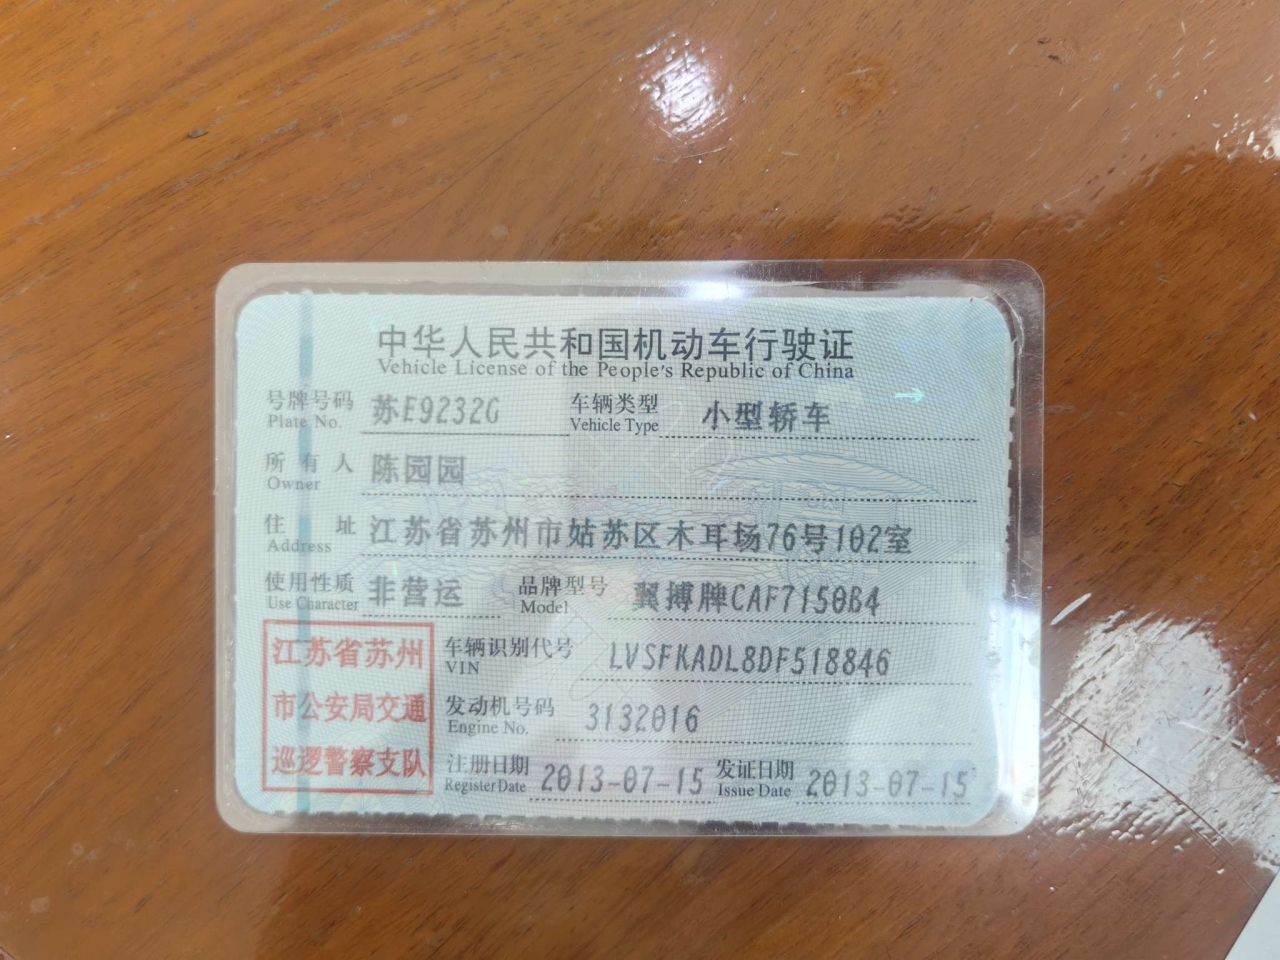 中华人民共和国机动车行驶证
Vehicle License of the People's Republic of China
号牌号码 苏E9232G 车辆类型 小型轿车
Plate No. Vehicle Type
所有人 陈园园
Owner
住址 江苏省苏州市姑苏区木耳场76号102室
Address
使用性质 非营运 品牌型号 翼搏牌CAF7150B4
Use Character Model
江苏省苏州
市公安局交通
巡逻警察支队
车辆识别代号 LVSFKADL8DF518846
VIN
发动机号码 3132016
Engine No.
注册日期 2013-07-15 发证日期 2013-07-15
Register Date Issue Date